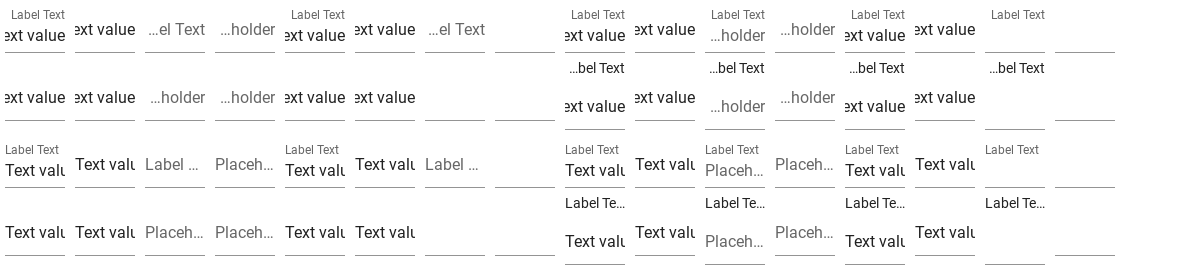 Label Text Label Text Label Text Label Text Label Text Label Text
ext value ext value …el Text …holder ext value ext value …el Text ext value ext value …holder …holder ext value ext value
…bel Text …bel Text …bel Text …bel Text
ext value ext value …holder …holder ext value ext value ext value ext value …holder …holder ext value ext value
Label Text Label Text Label Text Label Text Label Text Label Text
Text valu Text valu Label … Placeh… Text valu Text valu Label … Text valu Text valu Placeh… Placeh… Text valu Text valu
Label Te… Label Te… Label Te… Label Te…
Text valu Text valu Placeh… Placeh… Text valu Text valu Text valu Text valu Placeh… Placeh… Text valu Text valu